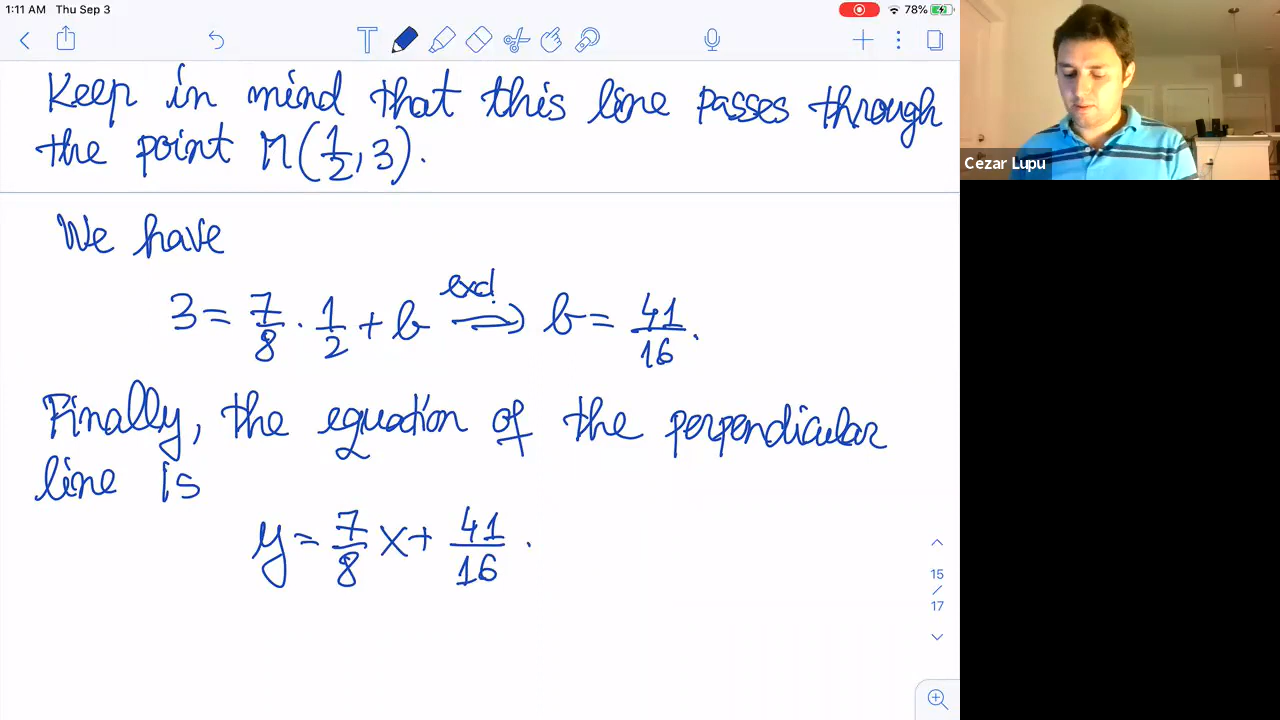 1:11 AM Thu Sep 3
78%
Keep in mind that this line passes through
the point M(1/2, 3).
We have
3 = 7/8 · 1/2 + b ⟹ b = 41/16.
Finally, the equation of the perpendicular
line is
y = 7/8 x + 41/16.
15
/
17
Cezar Lupu